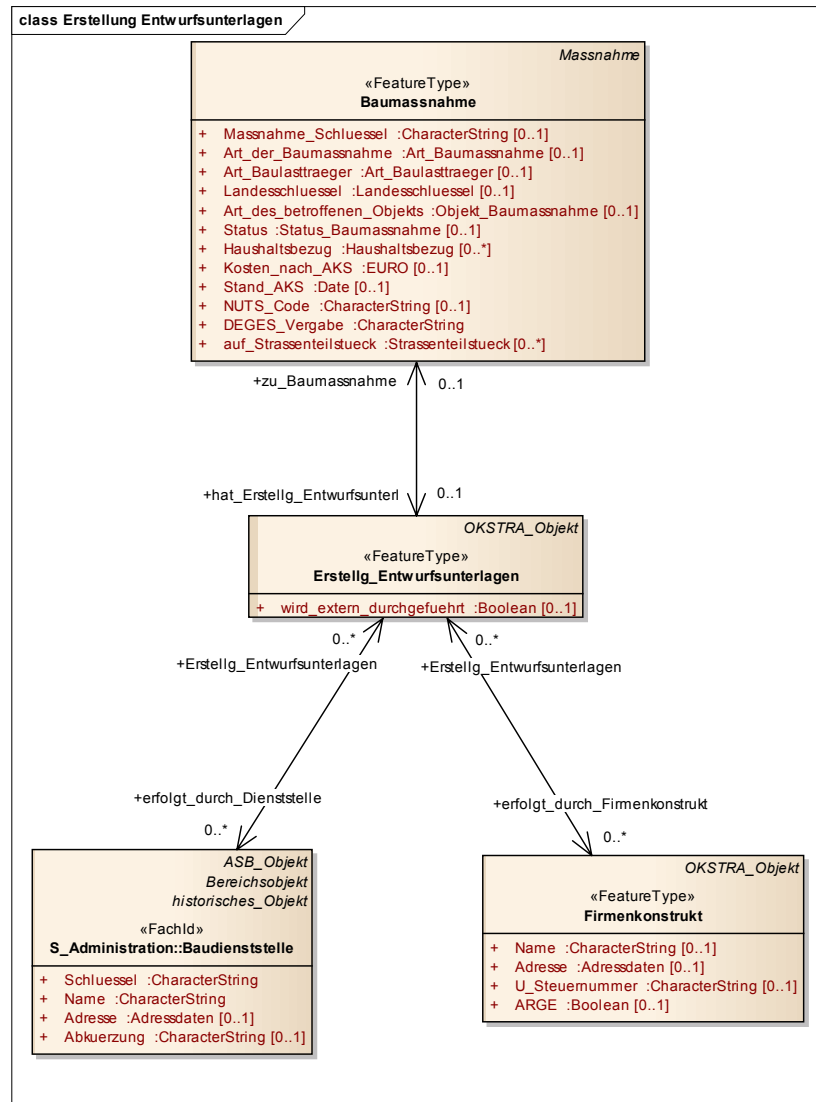 class Erstellung Entwurfsunterlagen
Massnahme
«FeatureType»
Baumassnahme
+ Massnahme_Schluessel :CharacterString [0..1]
+ Art_der_Baumassnahme :Art_Baumassnahme [0..1]
+ Art_Baulasttraeger :Art_Baulasttraeger [0..1]
+ Landesschluessel :Landesschluessel [0..1]
+ Art_des_betroffenen_Objekts :Objekt_Baumassnahme [0..1]
+ Status :Status_Baumassnahme [0..1]
+ Haushaltsbezug :Haushaltsbezug [0..*]
+ Kosten_nach_AKS :EURO [0..1]
+ Stand_AKS :Date [0..1]
+ NUTS_Code :CharacterString [0..1]
+ DEGES_Vergabe :CharacterString
+ auf_Strassenteilstueck :Strassenteilstueck [0..*]
+zu_Baumassnahme 0..1
+hat_Erstellg_Entwurfsunterl 0..1
OKSTRA_Objekt
«FeatureType»
Erstellg_Entwurfsunterlagen
+ wird_extern_durchgefuehrt :Boolean [0..1]
0..* 0..*
+Erstellg_Entwurfsunterlagen +Erstellg_Entwurfsunterlagen
+erfolgt_durch_Dienststelle
0..*
+erfolgt_durch_Firmenkonstrukt
0..*
ASB_Objekt
Bereichsobjekt
historisches_Objekt
«FachId»
S_Administration::Baudienststelle
+ Schluessel :CharacterString
+ Name :CharacterString
+ Adresse :Adressdaten [0..1]
+ Abkuerzung :CharacterString [0..1]
OKSTRA_Objekt
«FeatureType»
Firmenkonstrukt
+ Name :CharacterString [0..1]
+ Adresse :Adressdaten [0..1]
+ U_Steuernummer :CharacterString [0..1]
+ ARGE :Boolean [0..1]